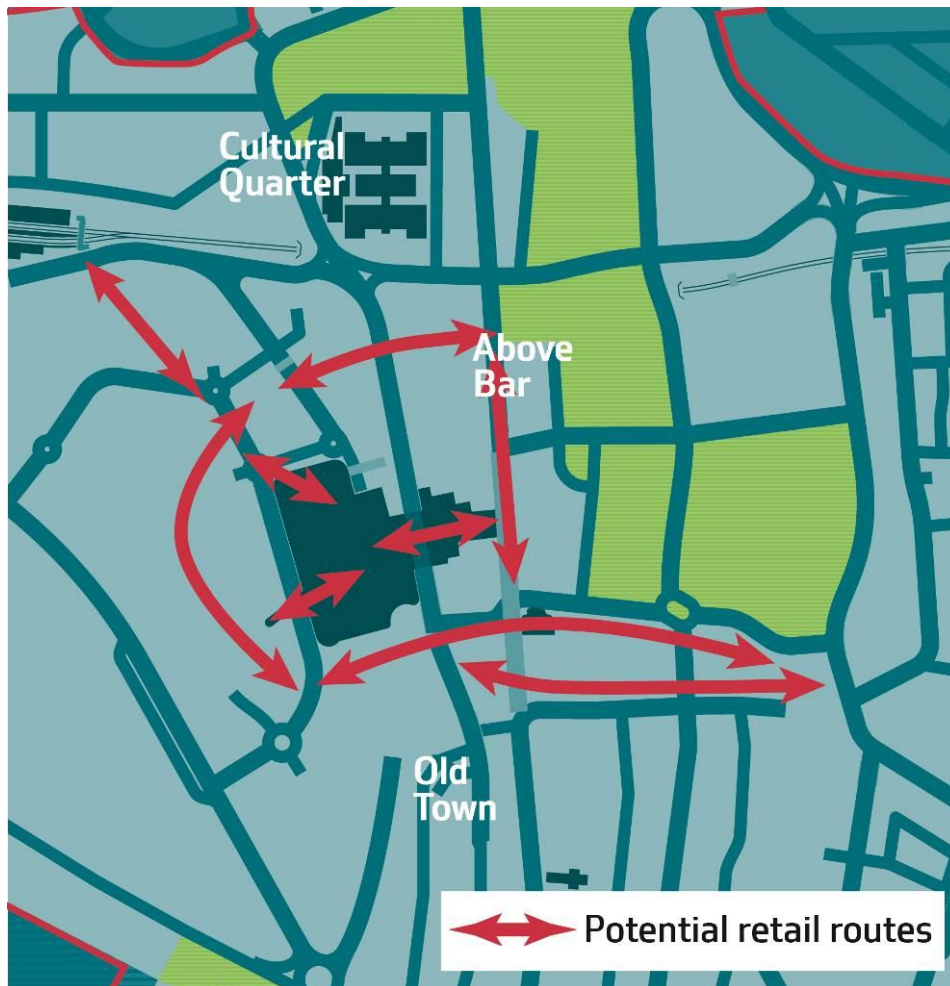 Cultural
Quarter
Above
Bar
Old
Town
Potential retail routes